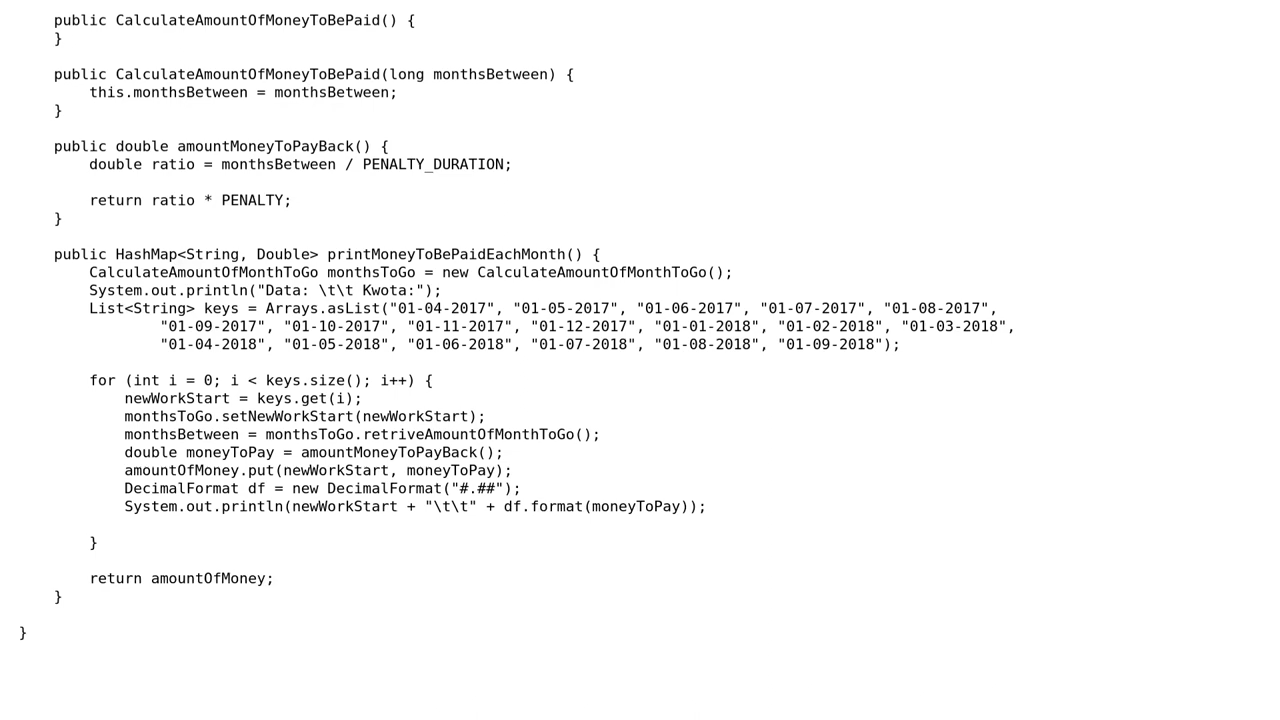 public CalculateAmountOfMoneyToBePaid() {
}
public CalculateAmountOfMoneyToBePaid(long monthsBetween) {
this.monthsBetween = monthsBetween;
}
public double amountMoneyToPayBack() {
double ratio = monthsBetween / PENALTY_DURATION;
return ratio * PENALTY;
}
public HashMap<String, Double> printMoneyToBePaidEachMonth() {
CalculateAmountOfMonthToGo monthsToGo = new CalculateAmountOfMonthToGo();
System.out.println("Data: \t\t Kwota:");
List<String> keys = Arrays.asList("01-04-2017", "01-05-2017", "01-06-2017", "01-07-2017", "01-08-2017",
"01-09-2017", "01-10-2017", "01-11-2017", "01-12-2017", "01-01-2018", "01-02-2018", "01-03-2018",
"01-04-2018", "01-05-2018", "01-06-2018", "01-07-2018", "01-08-2018", "01-09-2018");
for (int i = 0; i < keys.size(); i++) {
newWorkStart = keys.get(i);
monthsToGo.setNewWorkStart(newWorkStart);
monthsBetween = monthsToGo.retriveAmountOfMonthToGo();
double moneyToPay = amountMoneyToPayBack();
amountOfMoney.put(newWorkStart, moneyToPay);
DecimalFormat df = new DecimalFormat("#.##");
System.out.println(newWorkStart + "\t\t" + df.format(moneyToPay));
}
return amountOfMoney;
}
}